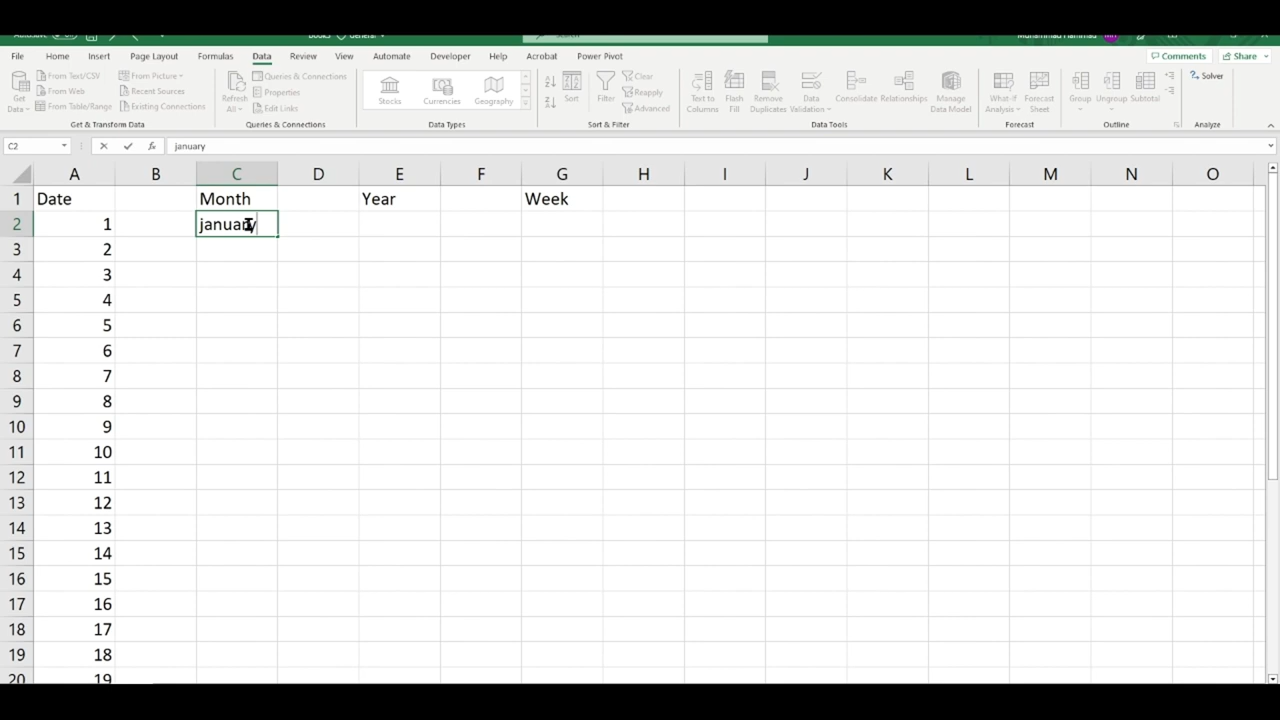 File Home Insert Page Layout Formulas Data Review View Automate Developer Help Acrobat Power Pivot Comments Share
Get Data
From Text/CSV
From Web
From Table/Range
From Picture
Recent Sources
Existing Connections
Get & Transform Data
Refresh All
Queries & Connections
Properties
Edit Links
Queries & Connections
Stocks Currencies Geography
Data Types
Sort
Filter
Clear
Reapply
Advanced
Sort & Filter
Text to Columns
Flash Fill
Remove Duplicates
Data Validation
Consolidate
Relationships
Manage Data Model
Data Tools
What-If Analysis
Forecast Sheet
Forecast
Group
Ungroup
Subtotal
Outline
Solver
Analyze
C2 fx january
A B C D E F G H I J K L M N O
1 Date Month Year Week
2 1 january
3 2
4 3
5 4
6 5
7 6
8 7
9 8
10 9
11 10
12 11
13 12
14 13
15 14
16 15
17 16
18 17
19 18
20 19